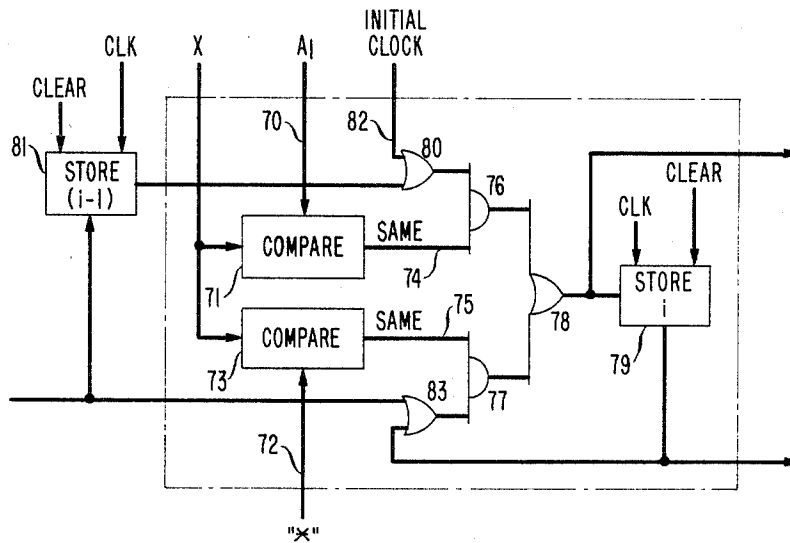 INITIAL
CLOCK
CLK
X
A1
CLEAR
81
STORE
(i-1)
70
82
80
76
CLEAR
CLK
COMPARE
SAME
71
74
75
78
STORE
i
79
COMPARE
SAME
73
83
77
72
"X"